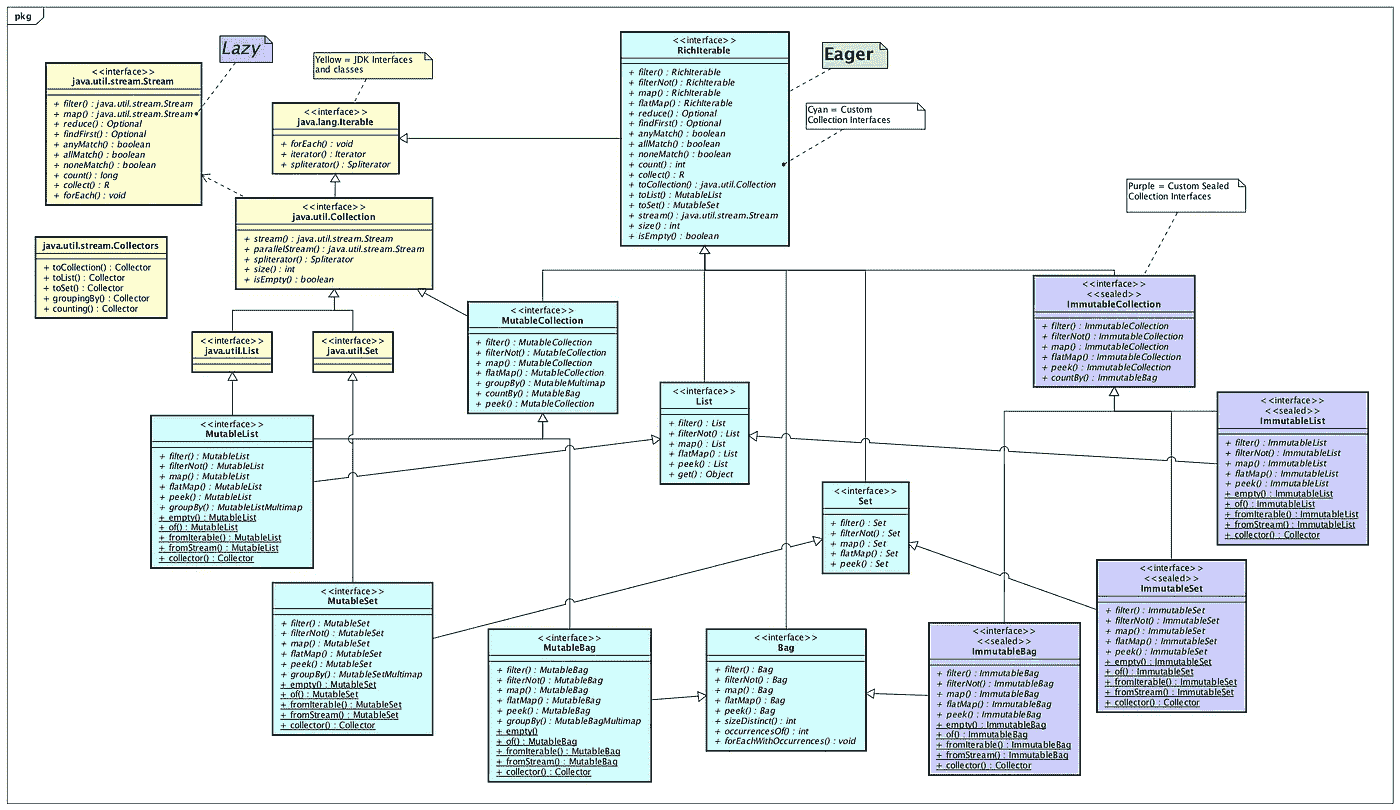 pkg
Lazy
<<interface>>
java.util.stream.Stream
+ filter() : java.util.stream.Stream
+ map() : java.util.stream.Stream
+ reduce() : Optional
+ findFirst() : Optional
+ anyMatch() : boolean
+ allMatch() : boolean
+ noneMatch() : boolean
+ count() : long
+ collect() : R
+ forEach() : void
Yellow = JDK Interfaces
and classes
<<interface>>
java.lang.Iterable
+ forEach() : void
+ iterator() : Iterator
+ spliterator() : Spliterator
<<interface>>
RichIterable
+ filter() : RichIterable
+ filterNot() : RichIterable
+ map() : RichIterable
+ flatMap() : RichIterable
+ reduce() : Optional
+ findFirst() : Optional
+ anyMatch() : boolean
+ allMatch() : boolean
+ noneMatch() : boolean
+ count() : int
+ collect() : R
+ toCollection() : java.util.Collection
+ toList() : MutableList
+ toSet() : MutableSet
+ stream() : java.util.stream.Stream
+ size() : int
+ isEmpty() : boolean
Eager
Cyan = Custom
Collection Interfaces
Purple = Custom Sealed
Collection Interfaces
<<interface>>
java.util.Collection
+ stream() : java.util.stream.Stream
+ parallelStream() : java.util.stream.Stream
+ spliterator() : Spliterator
+ size() : int
+ isEmpty() : boolean
java.util.stream.Collectors
+ toCollection() : Collector
+ toList() : Collector
+ toSet() : Collector
+ groupingBy() : Collector
+ counting() : Collector
<<interface>>
java.util.List
<<interface>>
java.util.Set
<<interface>>
MutableCollection
+ filter() : MutableCollection
+ filterNot() : MutableCollection
+ map() : MutableCollection
+ flatMap() : MutableCollection
+ groupBy() : MutableMultimap
+ countBy() : MutableBag
+ peek() : MutableCollection
<<interface>>
<<sealed>>
ImmutableCollection
+ filter() : ImmutableCollection
+ filterNot() : ImmutableCollection
+ map() : ImmutableCollection
+ flatMap() : ImmutableCollection
+ peek() : ImmutableCollection
+ countBy() : ImmutableBag
<<interface>>
List
+ filter() : List
+ filterNot() : List
+ map() : List
+ flatMap() : List
+ peek() : List
+ get() : Object
<<interface>>
<<sealed>>
ImmutableList
+ filter() : ImmutableList
+ filterNot() : ImmutableList
+ map() : ImmutableList
+ flatMap() : ImmutableList
+ peek() : ImmutableList
+ empty() : ImmutableList
+ of() : ImmutableList
+ fromIterable() : ImmutableList
+ fromStream() : ImmutableList
+ collector() : Collector
<<interface>>
MutableList
+ filter() : MutableList
+ filterNot() : MutableList
+ map() : MutableList
+ flatMap() : MutableList
+ peek() : MutableList
+ groupBy() : MutableListMultimap
+ empty() : MutableList
+ of() : MutableList
+ fromIterable() : MutableList
+ fromStream() : MutableList
+ collector() : Collector
<<interface>>
Set
+ filter() : Set
+ filterNot() : Set
+ map() : Set
+ flatMap() : Set
+ peek() : Set
<<interface>>
<<sealed>>
ImmutableSet
+ filter() : ImmutableSet
+ filterNot() : ImmutableSet
+ map() : ImmutableSet
+ flatMap() : ImmutableSet
+ peek() : ImmutableSet
+ empty() : ImmutableSet
+ of() : ImmutableSet
+ fromIterable() : ImmutableSet
+ fromStream() : ImmutableSet
+ collector() : Collector
<<interface>>
MutableSet
+ filter() : MutableSet
+ filterNot() : MutableSet
+ map() : MutableSet
+ flatMap() : MutableSet
+ peek() : MutableSet
+ groupBy() : MutableSetMultimap
+ empty() : MutableSet
+ of() : MutableSet
+ fromIterable() : MutableSet
+ fromStream() : MutableSet
+ collector() : Collector
<<interface>>
MutableBag
+ filter() : MutableBag
+ filterNot() : MutableBag
+ map() : MutableBag
+ flatMap() : MutableBag
+ peek() : MutableBag
+ groupBy() : MutableBagMultimap
+ empty()
+ of() : MutableBag
+ fromIterable() : MutableBag
+ fromStream() : MutableBag
+ collector() : Collector
<<interface>>
Bag
+ filter() : Bag
+ filterNot() : Bag
+ map() : Bag
+ flatMap() : Bag
+ peek() : Bag
+ sizeDistinct() : int
+ occurrencesOf() : int
+ forEachWithOccurrences() : void
<<interface>>
<<sealed>>
ImmutableBag
+ filter() : ImmutableBag
+ filterNot() : ImmutableBag
+ map() : ImmutableBag
+ flatMap() : ImmutableBag
+ peek() : ImmutableBag
+ empty() : ImmutableBag
+ of() : ImmutableBag
+ fromIterable() : ImmutableBag
+ fromStream() : ImmutableBag
+ collector() : Collector